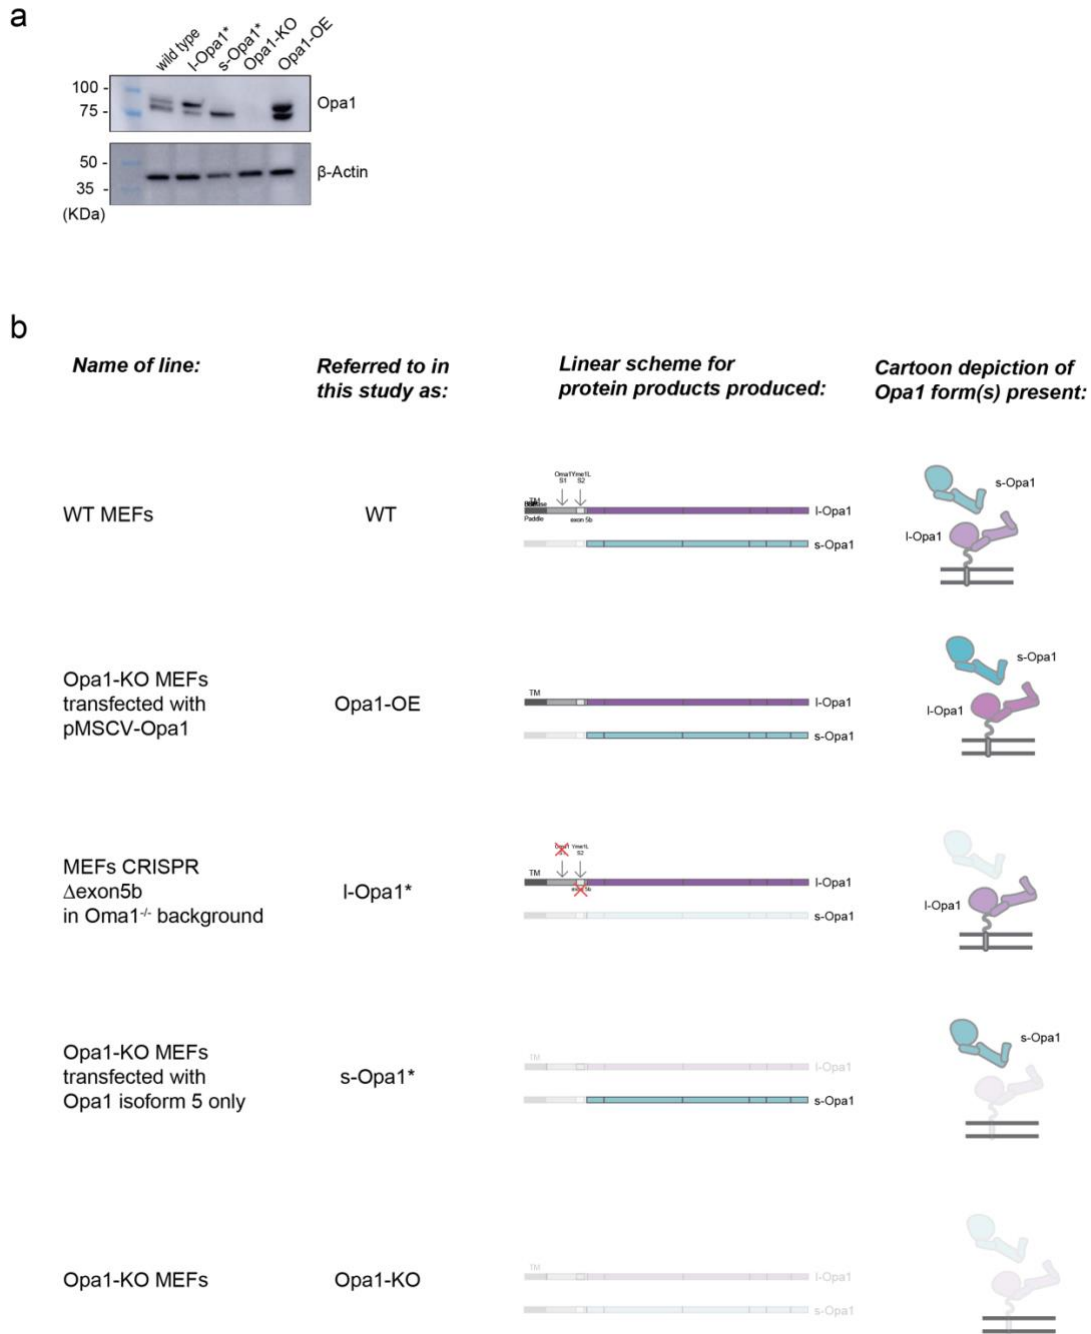 a
wild type
l-Opa1*
s-Opa1*
Opa1-KO
Opa1-OE
100 -
75 -
Opa1
50 -
35 -
(KDa)
β-Actin
b
Name of line:
Referred to in
this study as:
Linear scheme for
protein products produced:
Cartoon depiction of
Opa1 form(s) present:
WT MEFs
WT
Oma1 Yme1L
S1 S2
TM
Paddle
exon 5b
l-Opa1
s-Opa1
s-Opa1
l-Opa1
Opa1-KO MEFs
transfected with
pMSCV-Opa1
Opa1-OE
TM
l-Opa1
s-Opa1
s-Opa1
l-Opa1
MEFs CRISPR
Δexon5b
in Oma1-/- background
l-Opa1*
Yme1L
S2
TM
l-Opa1
s-Opa1
l-Opa1
Opa1-KO MEFs
transfected with
Opa1 isoform 5 only
s-Opa1*
TM
l-Opa1
s-Opa1
s-Opa1
Opa1-KO MEFs
Opa1-KO
TM
l-Opa1
s-Opa1